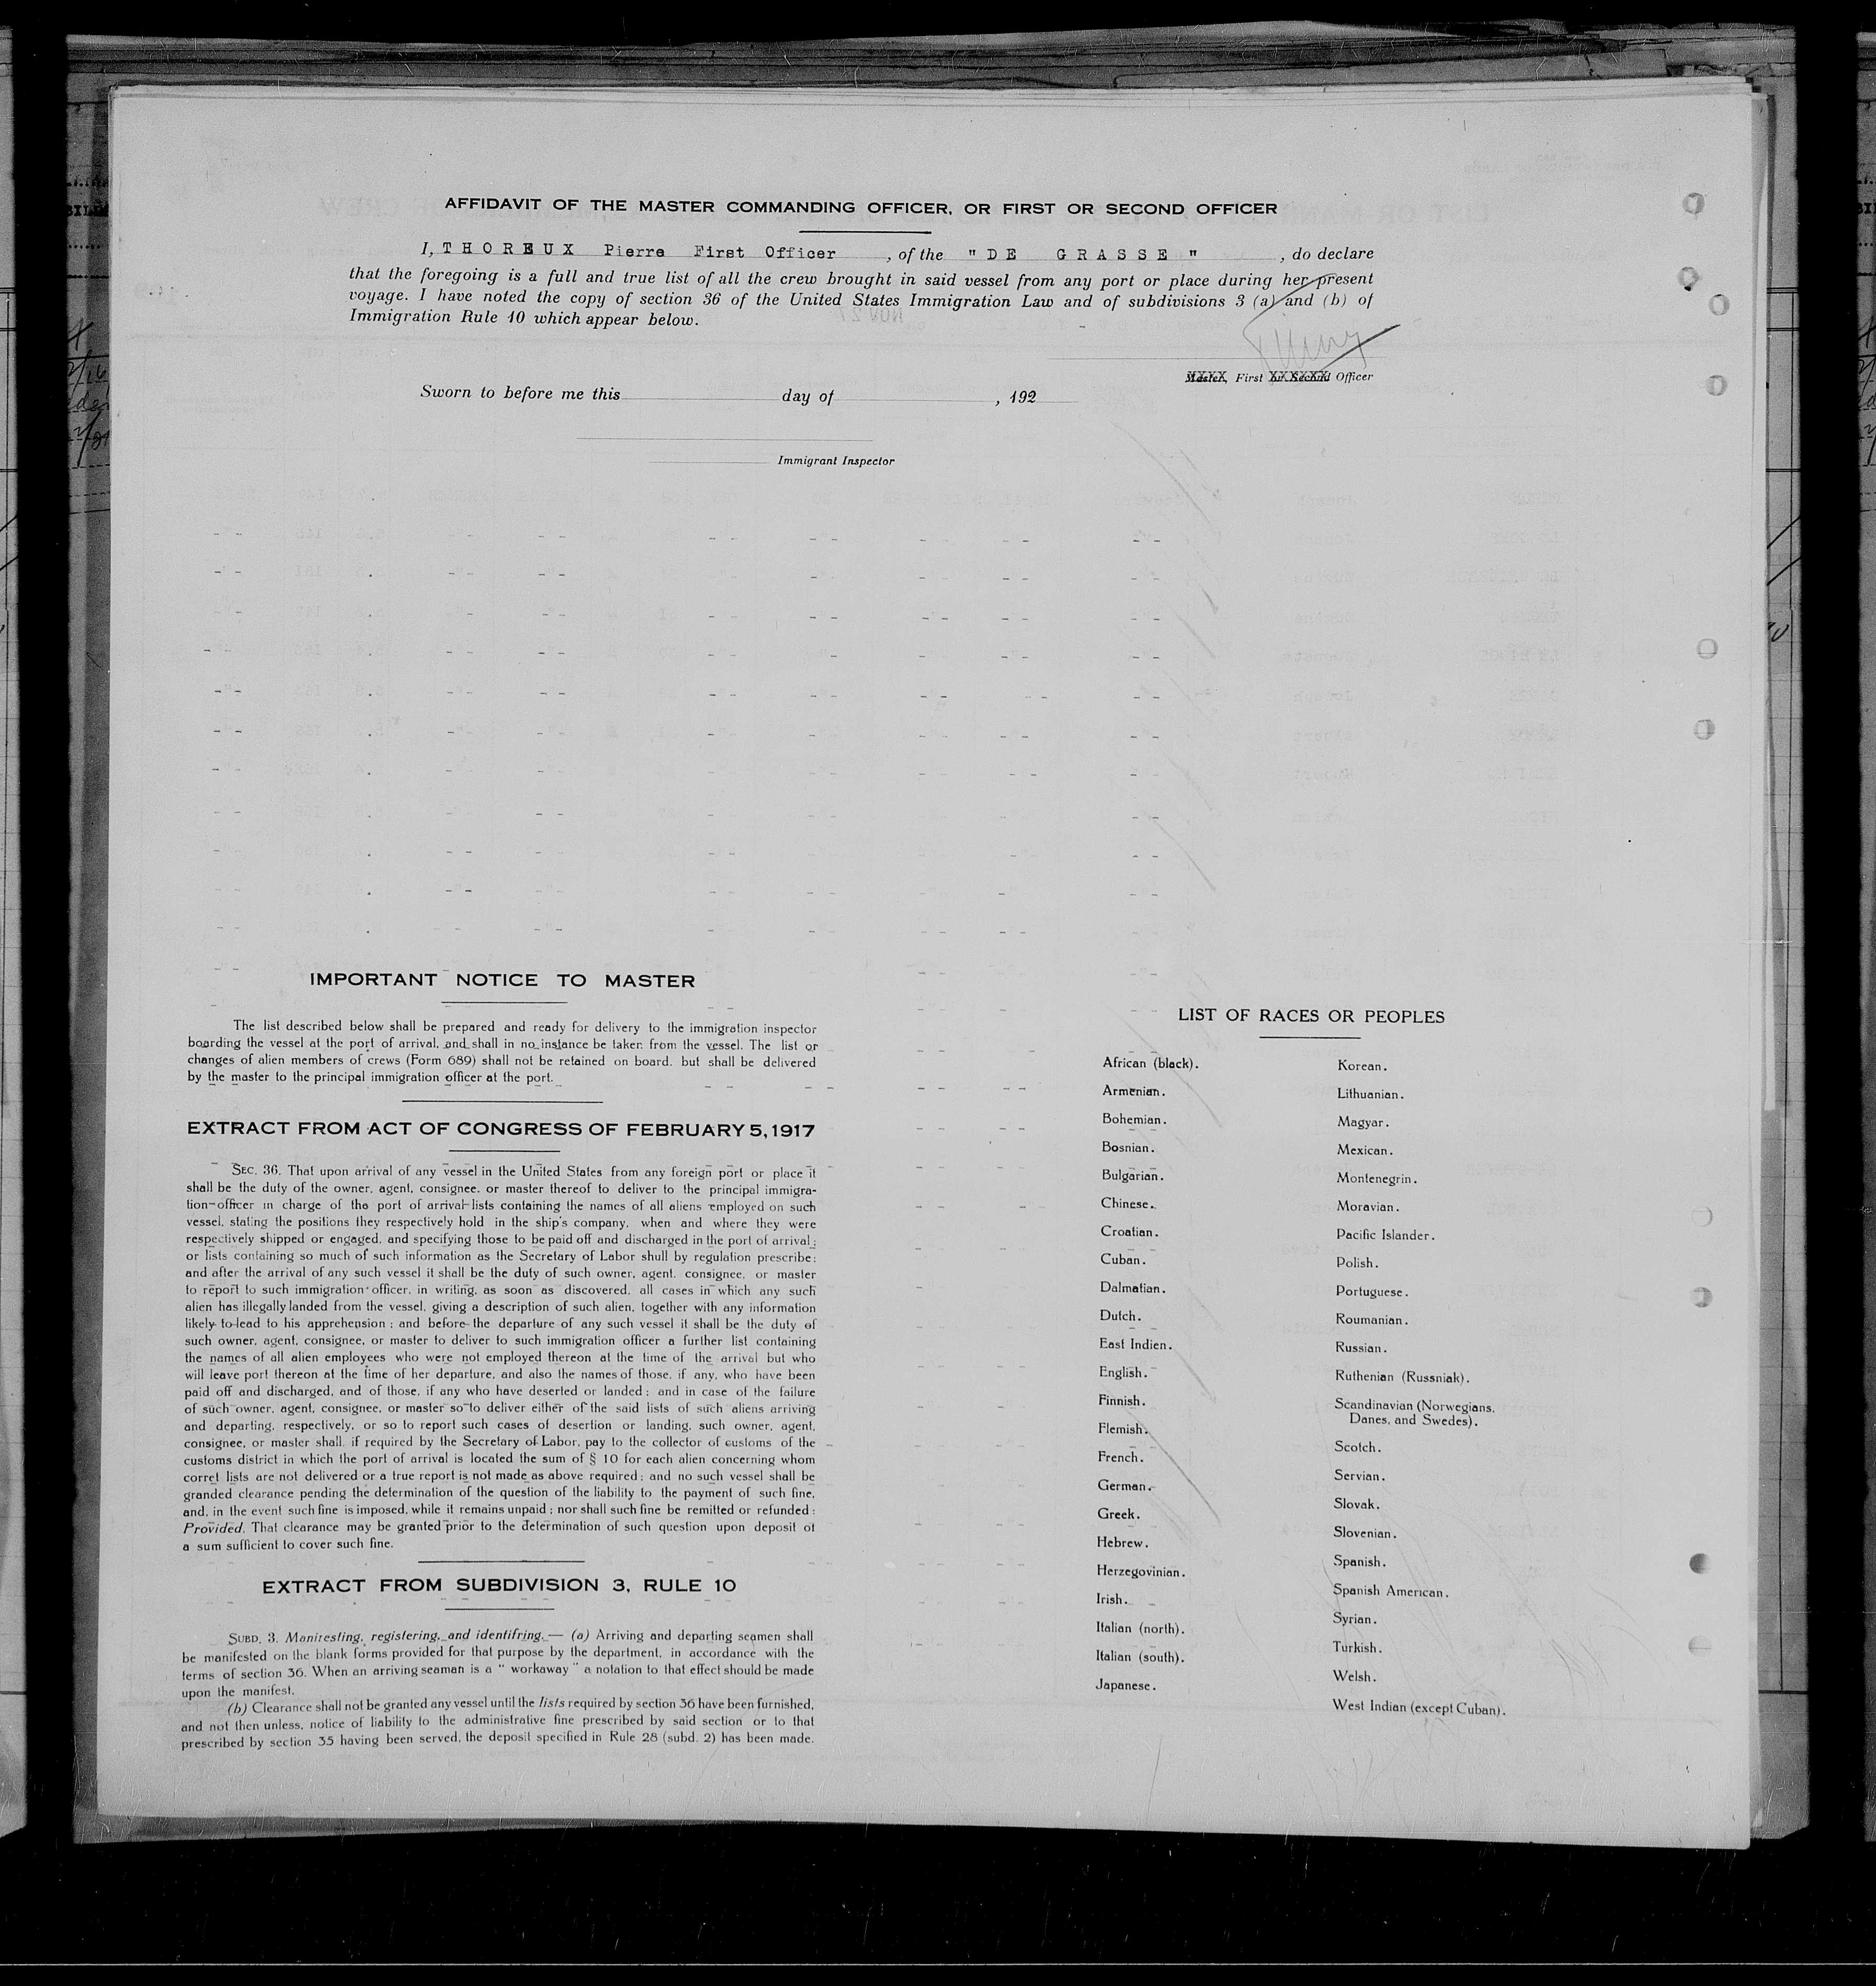 AFFIDAVIT OF THE MASTER COMMANDING OFFICER, OR FIRST OR SECOND OFFICER
I, THOREUX Pierre First Officer , of the " DE GRASSE " , do declare
that the foregoing is a full and true list of all the crew brought in said vessel from any port or place during her present
voyage. I have noted the copy of section 36 of the United States Immigration Law and of subdivisions 3 (a) and (b) of
Immigration Rule 10 which appear below.
Master, First or Second Officer
Sworn to before me this day of , 192
Immigrant Inspector
IMPORTANT NOTICE TO MASTER
The list described below shall be prepared and ready for delivery to the immigration inspector
boarding the vessel at the port of arrival, and shall in no instance be taken from the vessel. The list or
changes of alien members of crews (Form 689) shall not be retained on board. but shall be delivered
by the master to the principal immigration officer at the port.
EXTRACT FROM ACT OF CONGRESS OF FEBRUARY 5, 1917
SEC. 36. That upon arrival of any vessel in the United States from any foreign port or place it
shall be the duty of the owner, agent, consignee. or master thereof to deliver to the principal immigra-
tion officer in charge of the port of arrival lists containing the names of all aliens employed on such
vessel, stating the positions they respectively hold in the ship's company, when and where they were
respectively shipped or engaged, and specifying those to be paid off and discharged in the port of arrival ;
or lists containing so much of such information as the Secretary of Labor shull by regulation prescribe ;
and after the arrival of any such vessel it shall be the duty of such owner, agent. consignee, or master
to report to such immigration officer, in writing, as soon as discovered, all cases in which any such
alien has illegally landed from the vessel, giving a description of such alien, together with any information
likely to lead to his apprehension ; and before the departure of any such vessel it shall be the duty of
such owner, agent, consignee, or master to deliver to such immigration officer a further list containing
the names of all alien employees who were not employed thereon at the time of the arrival but who
will leave port thereon at the time of her departure, and also the names of those, if any, who have been
paid off and discharged, and of those, if any who have deserted or landed ; and in case of the failure
of such owner, agent, consignee, or master so to deliver either of the said lists of such aliens arriving
and departing, respectively, or so to report such cases of desertion or landing, such owner, agent,
consignee, or master shall, if required by the Secretary of Labor, pay to the collector of customs of the
customs district in which the port of arrival is located the sum of § 10 for each alien concerning whom
corret lists are not delivered or a true report is not made as above required ; and no such vessel shall be
granded clearance pending the determination of the question of the liability to the payment of such fine,
and, in the event such fine is imposed, while it remains unpaid ; nor shall such fine be remitted or refunded :
Provided, That clearance may be granted prior to the determination of such question upon deposit of
a sum sufficient to cover such fine.
EXTRACT FROM SUBDIVISION 3, RULE 10
SUBD. 3. Manifesting, registering, and identifring. — (a) Arriving and departing seamen shall
be manifested on the blank forms provided for that purpose by the department, in accordance with the
terms of section 36. When an arriving seaman is a " workaway " a notation to that effect should be made
upon the manifest.
(b) Clearance shall not be granted any vessel until the lists required by section 36 have been furnished,
and not then unless, notice of liability to the administrative fine prescribed by said section or to that
prescribed by section 35 having been served, the deposit specified in Rule 28 (subd. 2) has been made.
LIST OF RACES OR PEOPLES
African (black).
Armenian.
Bohemian.
Bosnian.
Bulgarian.
Chinese.
Croatian.
Cuban.
Dalmatian.
Dutch.
East Indien.
English.
Finnish.
Flemish.
French.
German.
Greek.
Hebrew.
Herzegovinian.
Irish.
Italian (north).
Italian (south).
Japanese.
Korean.
Lithuanian.
Magyar.
Mexican.
Montenegrin.
Moravian.
Pacific Islander.
Polish.
Portuguese.
Roumanian.
Russian.
Ruthenian (Russniak).
Scandinavian (Norwegians,
Danes, and Swedes).
Scotch.
Servian.
Slovak.
Slovenian.
Spanish.
Spanish American.
Syrian.
Turkish.
Welsh.
West Indian (except Cuban).